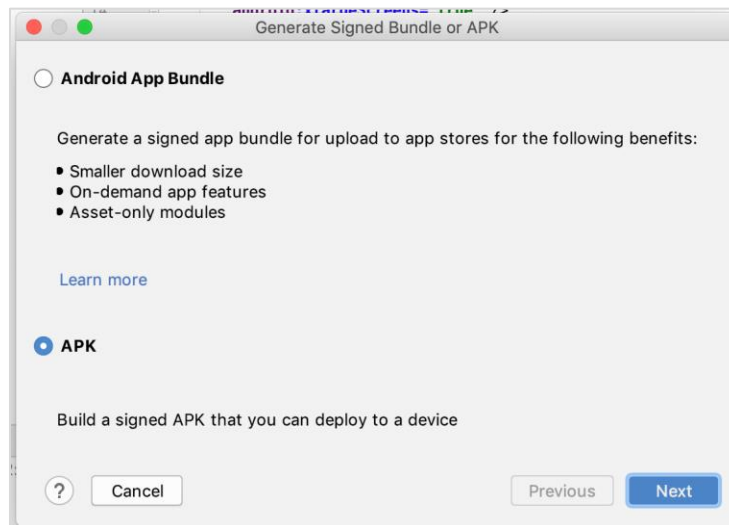 Generate Signed Bundle or APK
Android App Bundle
Generate a signed app bundle for upload to app stores for the following benefits:
• Smaller download size
• On-demand app features
• Asset-only modules
Learn more
APK
Build a signed APK that you can deploy to a device
?
Cancel
Previous
Next